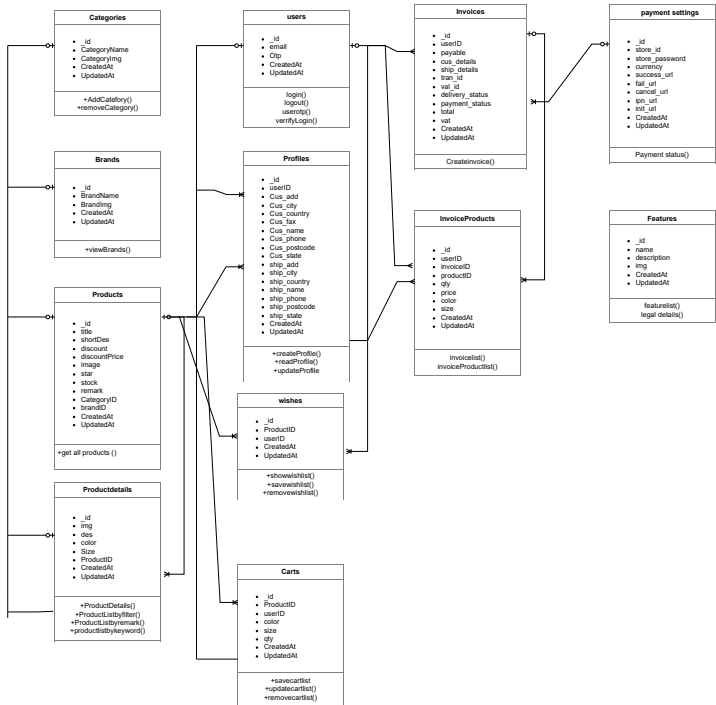 Categories
_id
CategoryName
CategoryImg
CreatedAt
UpdatedAt
+AddCatefory()
+removeCategory()
Brands
_id
BrandName
BrandImg
CreatedAt
UpdatedAt
+viewBrands()
Products
_id
title
shortDes
discount
discountPrice
image
star
stock
remark
CategoryID
brandID
CreatedAt
UpdatedAt
+get all products ()
Productdetails
_id
img
des
color
Size
ProductID
CreatedAt
UpdatedAt
+ProductDetails()
+ProductListbyfilter()
+ProductListbyremark()
+productlistbykeyword()
users
_id
email
Otp
CreatedAt
UpdatedAt
login()
logout()
userotp()
verrifyLogin()
Profiles
_id
userID
Cus_add
Cus_city
Cus_country
Cus_fax
Cus_name
Cus_phone
Cus_postcode
Cus_state
ship_add
ship_city
ship_country
ship_name
ship_phone
ship_postcode
ship_state
CreatedAt
UpdatedAt
+createProfile()
+readProfile()
+updateProfile
wishes
_id
ProductID
userID
CreatedAt
UpdatedAt
+showwishlist()
+savewishlist()
+removewishlist()
Carts
_id
ProductID
userID
color
size
qty
CreatedAt
UpdatedAt
+savecartlist
+updatecartlist()
+removecartlist()
Invoices
_id
userID
payable
cus_details
ship_details
tran_id
val_id
delivery_status
payment_status
total
vat
CreatedAt
UpdatedAt
Createinvoice()
InvoiceProducts
_id
userID
invoiceID
productID
qty
price
color
size
CreatedAt
UpdatedAt
invoicelist()
invoiceProductlist()
payment settings
_id
store_id
store_password
currency
success_url
fail_url
cancel_url
ipn_url
init_url
CreatedAt
UpdatedAt
Payment status()
Features
_id
name
description
img
CreatedAt
UpdatedAt
featurelist()
legal details()